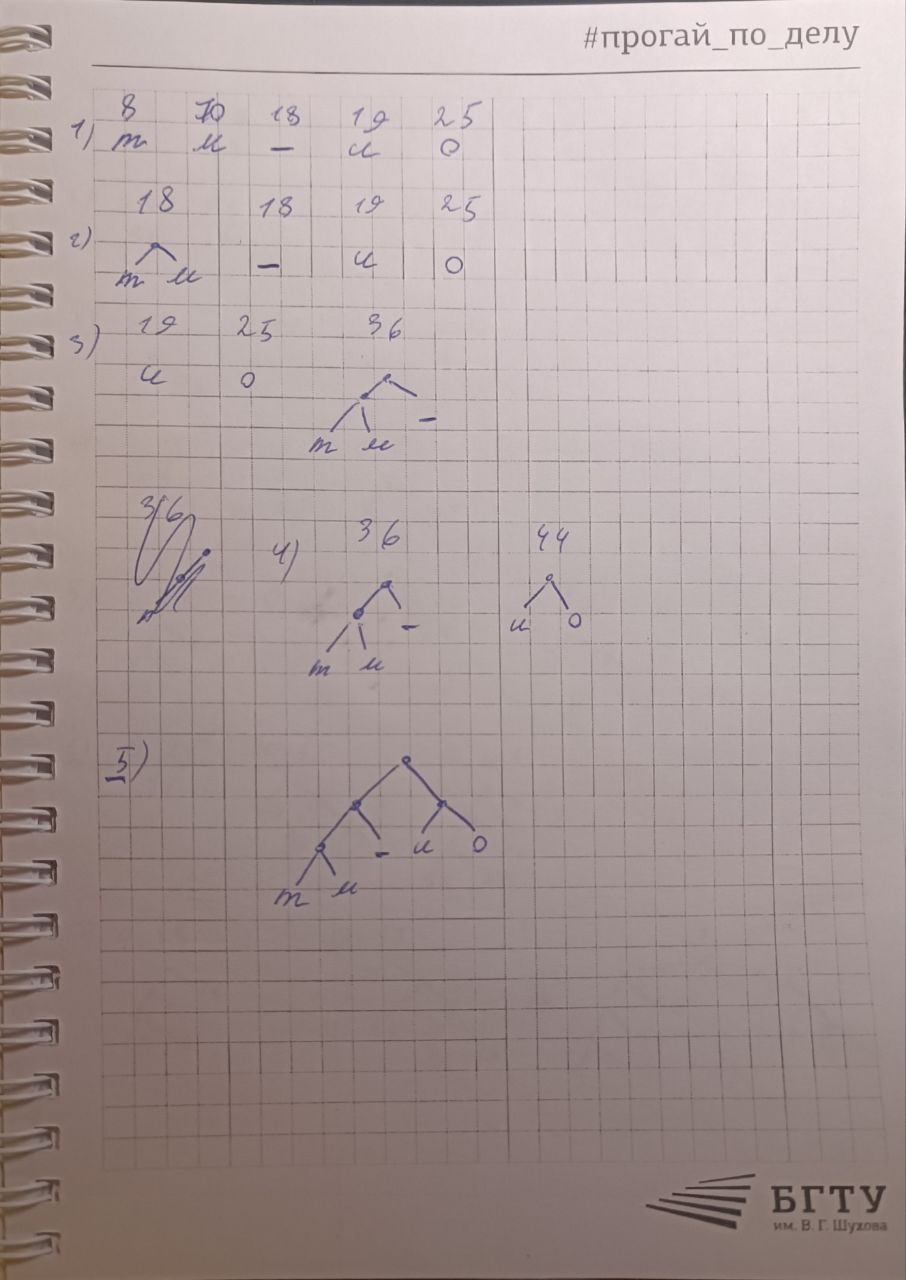 #прогай_по_делу
8 10 18 19 25
1) т м – и о
18 18 19 25
2) т м – и о
19 25 36
3) и о
т м –
36
4) 36 44
т м – и о
5)
– и о
т м
БГТУ
им. В. Г. Шухова